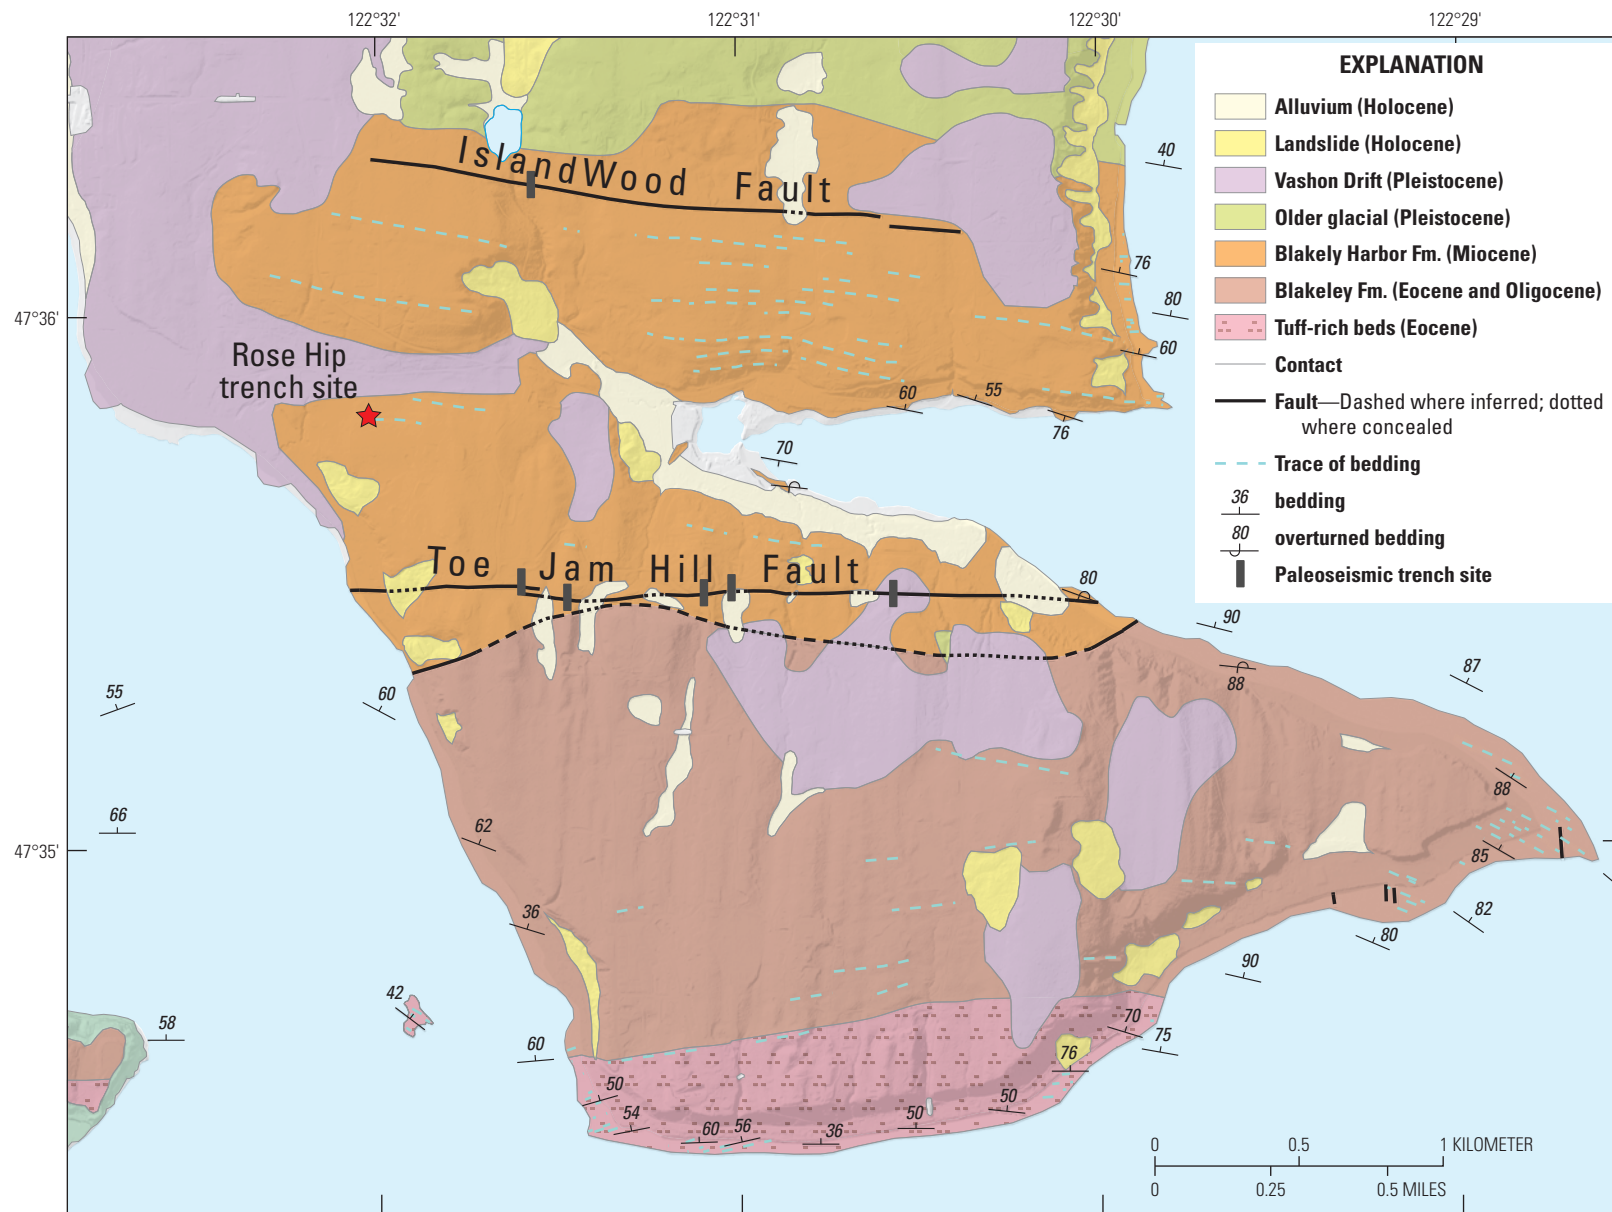 122°32'
122°31'
122°30'
122°29'
EXPLANATION
Alluvium (Holocene)
Landslide (Holocene)
Vashon Drift (Pleistocene)
Older glacial (Pleistocene)
Blakely Harbor Fm. (Miocene)
Blakeley Fm. (Eocene and Oligocene)
Tuff-rich beds (Eocene)
Contact
Fault—Dashed where inferred; dotted
where concealed
Trace of bedding
36
bedding
80
overturned bedding
Paleoseismic trench site
IslandWood Fault
40
76
80
47°36'
60
Rose Hip
trench site
60
55
76
70
Toe Jam Hill Fault
80
90
88
87
55
60
88
66
62
47°35'
85
36
82
80
90
42
58
60
70
75
76
50
50
54
60
56
36
50
0
0.5
1 KILOMETER
0
0.25
0.5 MILES